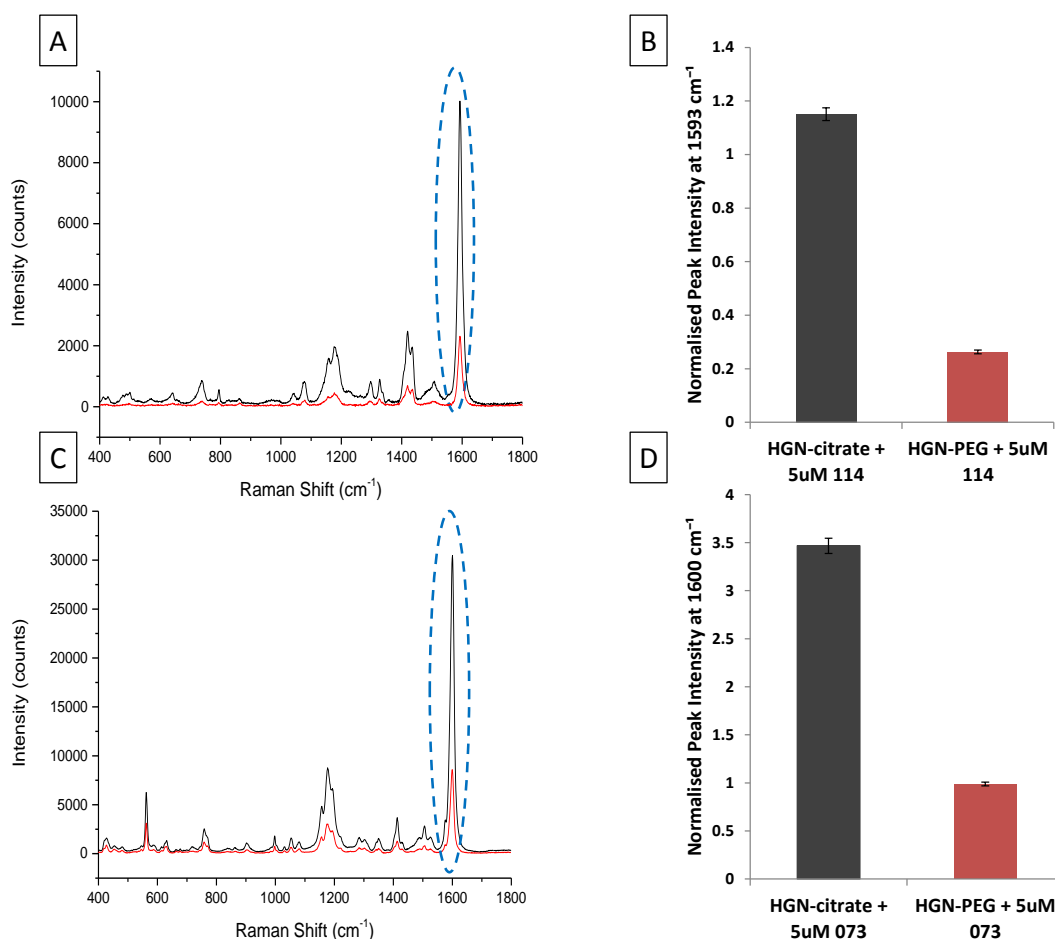 A
Intensity (counts)
10000
8000
6000
4000
2000
0
400 600 800 1000 1200 1400 1600 1800
Raman Shift (cm⁻¹)
B
Normalised Peak Intensity at 1593 cm⁻¹
1.4
1.2
1
0.8
0.6
0.4
0.2
0
HGN-citrate + 5uM 114
HGN-PEG + 5uM 114
C
Intensity (counts)
35000
30000
25000
20000
15000
10000
5000
0
400 600 800 1000 1200 1400 1600 1800
Raman Shift (cm⁻¹)
D
Normalised Peak Intensity at 1600 cm⁻¹
4
3.5
3
2.5
2
1.5
1
0.5
0
HGN-citrate +
5uM 073
HGN-PEG + 5uM
073